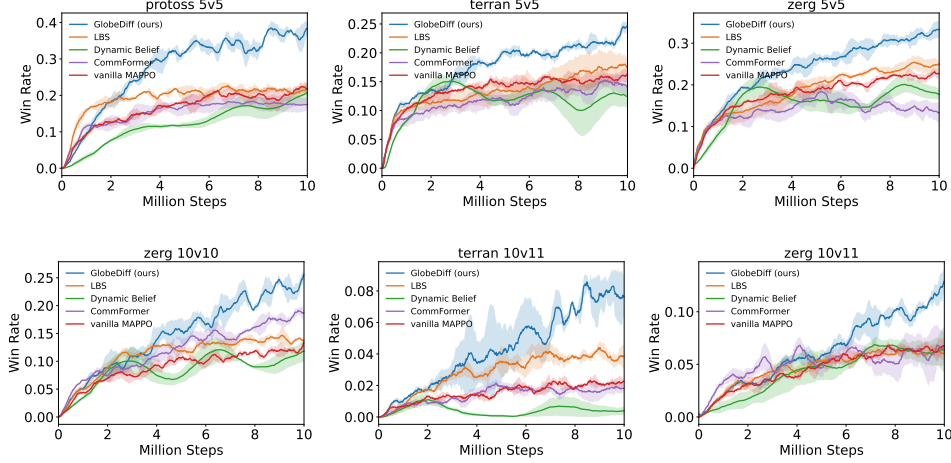 protoss 5v5
GlobeDiff (ours)
LBS
Dynamic Belief
CommFormer
vanilla MAPPO
Win Rate
0.4
0.3
0.2
0.1
0.0
0 2 4 6 8 10
Million Steps
terran 5v5
GlobeDiff (ours)
LBS
Dynamic Belief
CommFormer
vanilla MAPPO
Win Rate
0.25
0.20
0.15
0.10
0.05
0.00
0 2 4 6 8 10
Million Steps
zerg 5v5
GlobeDiff (ours)
LBS
Dynamic Belief
CommFormer
vanilla MAPPO
Win Rate
0.3
0.2
0.1
0.0
0 2 4 6 8 10
Million Steps
zerg 10v10
GlobeDiff (ours)
LBS
Dynamic Belief
CommFormer
vanilla MAPPO
Win Rate
0.25
0.20
0.15
0.10
0.05
0.00
0 2 4 6 8 10
Million Steps
terran 10v11
GlobeDiff (ours)
LBS
Dynamic Belief
CommFormer
vanilla MAPPO
Win Rate
0.08
0.06
0.04
0.02
0.00
0 2 4 6 8 10
Million Steps
zerg 10v11
GlobeDiff (ours)
LBS
Dynamic Belief
CommFormer
vanilla MAPPO
Win Rate
0.10
0.05
0.00
0 2 4 6 8 10
Million Steps